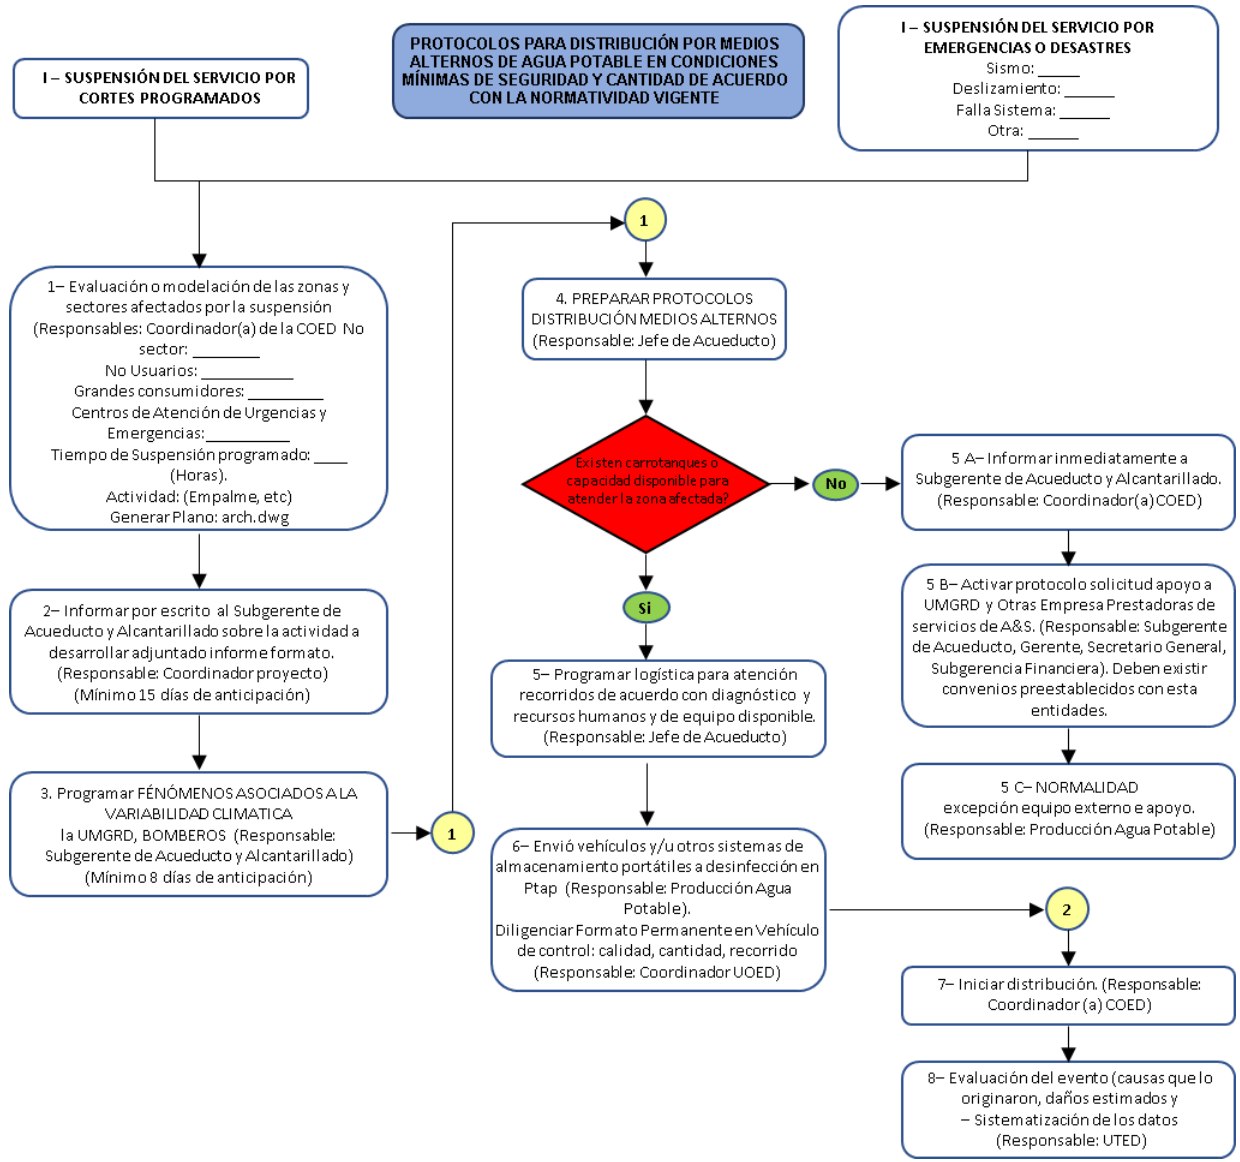 I – SUSPENSIÓN DEL SERVICIO POR
CORTES PROGRAMADOS
PROTOCOLOS PARA DISTRIBUCIÓN POR MEDIOS
ALTERNOS DE AGUA POTABLE EN CONDICIONES
MÍNIMAS DE SEGURIDAD Y CANTIDAD DE ACUERDO
CON LA NORMATIVIDAD VIGENTE
I – SUSPENSIÓN DEL SERVICIO POR
EMERGENCIAS O DESASTRES
Sismo: _____
Deslizamiento: ______
Falla Sistema: ______
Otra: ______
1– Evaluación o modelación de las zonas y
sectores afectados por la suspensión
(Responsables: Coordinador(a) de la COED No
sector: ________
No Usuarios: ___________
Grandes consumidores: _________
Centros de Atención de Urgencias y
Emergencias:__________
Tiempo de Suspensión programado: ____
(Horas).
Actividad: (Empalme, etc)
Generar Plano: arch.dwg
2– Informar por escrito al Subgerente de
Acueducto y Alcantarillado sobre la actividad a
desarrollar adjuntado informe formato.
(Responsable: Coordinador proyecto)
(Mínimo 15 días de anticipación)
3. Programar FÉNÓMENOS ASOCIADOS A LA
VARIABILIDAD CLIMATICA
la UMGRD, BOMBEROS (Responsable:
Subgerente de Acueducto y Alcantarillado)
(Mínimo 8 días de anticipación)
1
1
4. PREPARAR PROTOCOLOS
DISTRIBUCIÓN MEDIOS ALTERNOS
(Responsable: Jefe de Acueducto)
Existen carrotanques o
capacidad disponible para
atender la zona afectada?
No
Si
5– Programar logística para atención
recorridos de acuerdo con diagnóstico y
recursos humanos y de equipo disponible.
(Responsable: Jefe de Acueducto)
6– Envió vehículos y/u otros sistemas de
almacenamiento portátiles a desinfección en
Ptap (Responsable: Producción Agua
Potable).
Diligenciar Formato Permanente en Vehículo
de control: calidad, cantidad, recorrido
(Responsable: Coordinador UOED)
5 A– Informar inmediatamente a
Subgerente de Acueducto y Alcantarillado.
(Responsable: Coordinador(a) COED)
5 B– Activar protocolo solicitud apoyo a
UMGRD y Otras Empresa Prestadoras de
servicios de A&S. (Responsable: Subgerente
de Acueducto, Gerente, Secretario General,
Subgerencia Financiera). Deben existir
convenios preestablecidos con esta
entidades.
5 C– NORMALIDAD
excepción equipo externo e apoyo.
(Responsable: Producción Agua Potable)
2
7– Iniciar distribución. (Responsable:
Coordinador (a) COED)
8– Evaluación del evento (causas que lo
originaron, daños estimados y
– Sistematización de los datos
(Responsable: UTED)